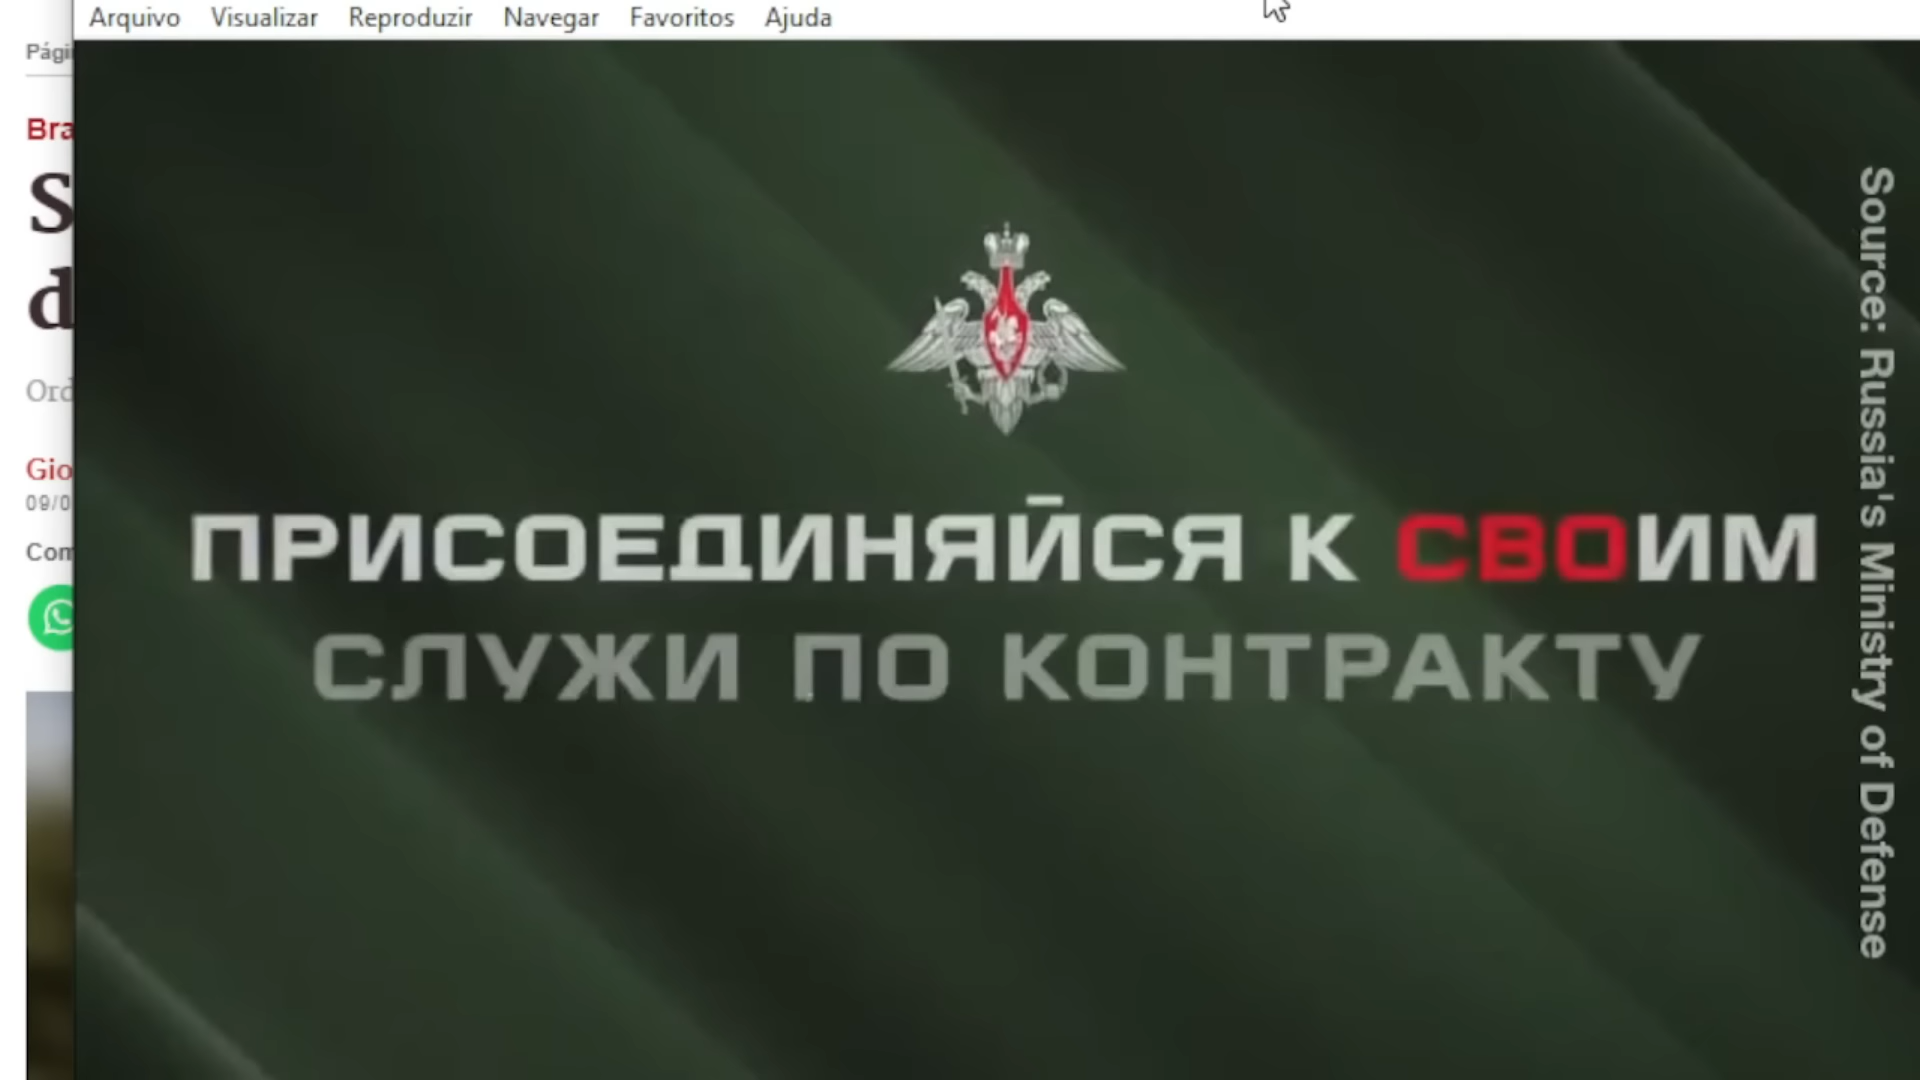 Arquivo Visualizar Reproduzir Navegar Favoritos Ajuda
ПРИСОЕДИНЯЙСЯ К СВОИМ
СЛУЖИ ПО КОНТРАКТУ
Source: Russia's Ministry of Defense